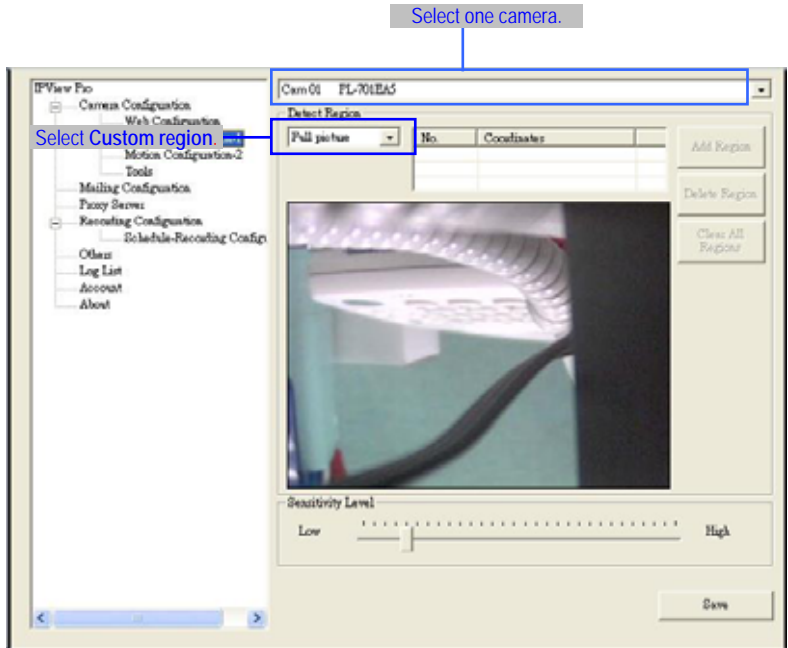 Select one camera.
IPView Pro
Camera Configuration
Web Configuration
Select Custom region.
Motion Configuration-2
Tools
Mailing Configuration
Proxy Server
Recording Configuration
Schedule-Recording Config
Others
Log List
Account
About
Cam 01 FL-701EA5
Detect Region
Full picture
No. Coordinates
Add Region
Delete Region
Clear All
Regions
Sensitivity Level
Low
High
Save